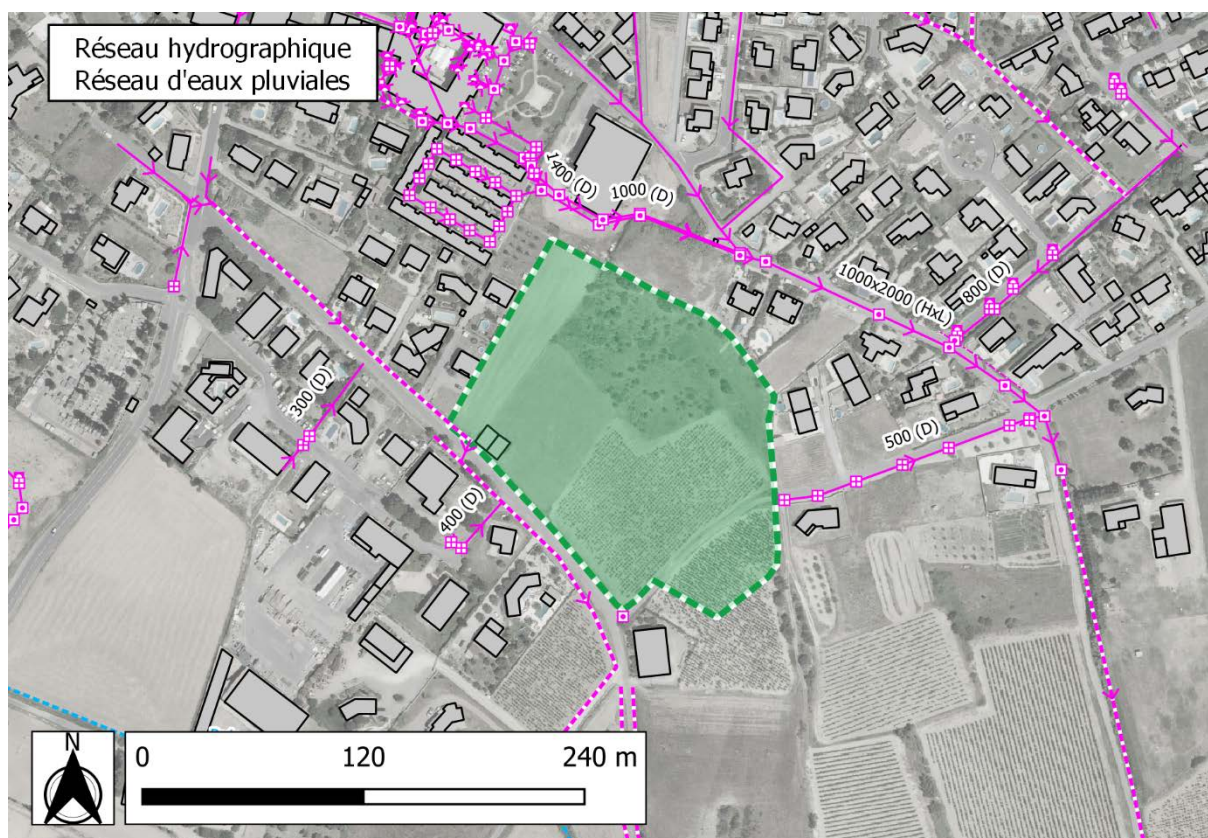 Réseau hydrographique
Réseau d'eaux pluviales
1400 (D)
1000 (D)
1000x2000 (HxL)
800 (D)
300 (D)
500 (D)
400 (D)
N
0 120 240 m